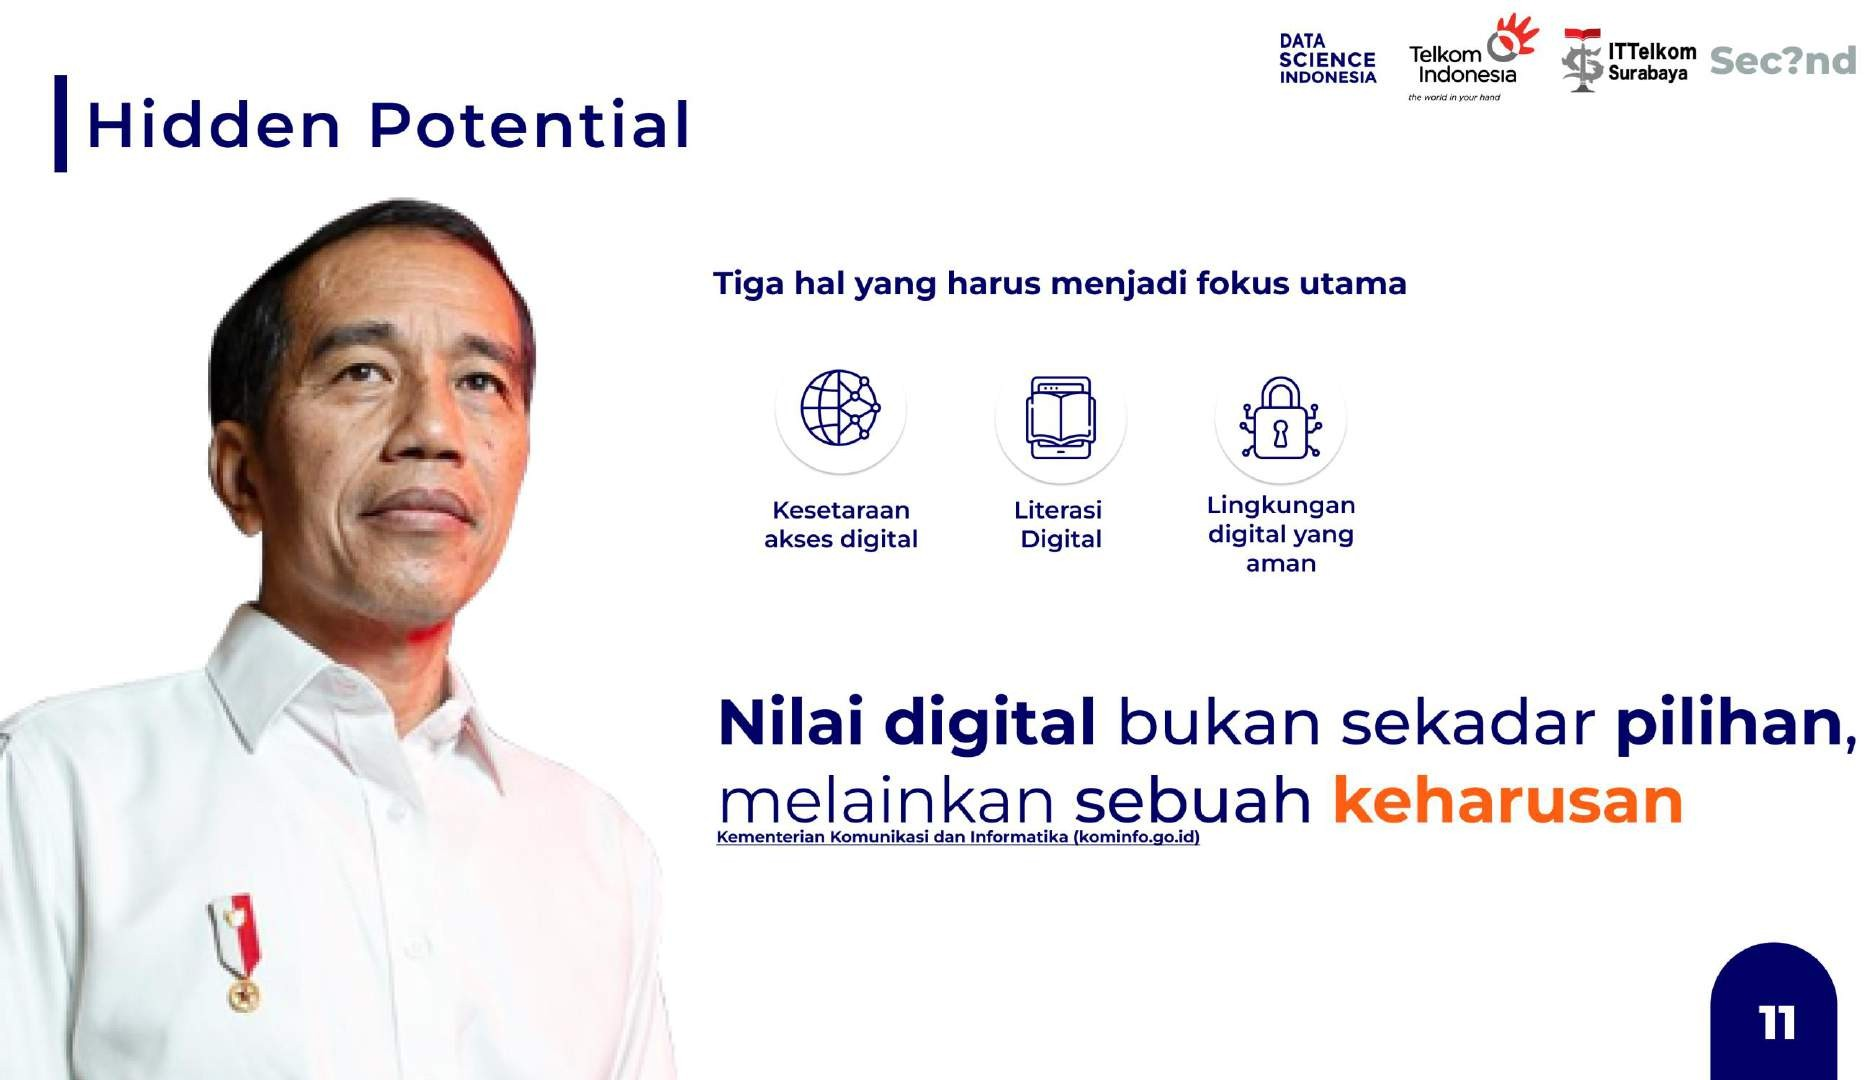 DATA
SCIENCE
INDONESIA
Telkom
Indonesia
the world in your hand
ITTelkom
Surabaya
Sec?nd
Hidden Potential
Tiga hal yang harus menjadi fokus utama
Kesetaraan
akses digital
Literasi
Digital
Lingkungan
digital yang
aman
Nilai digital bukan sekadar pilihan,
melainkan sebuah keharusan
Kementerian Komunikasi dan Informatika (kominfo.go.id)
11